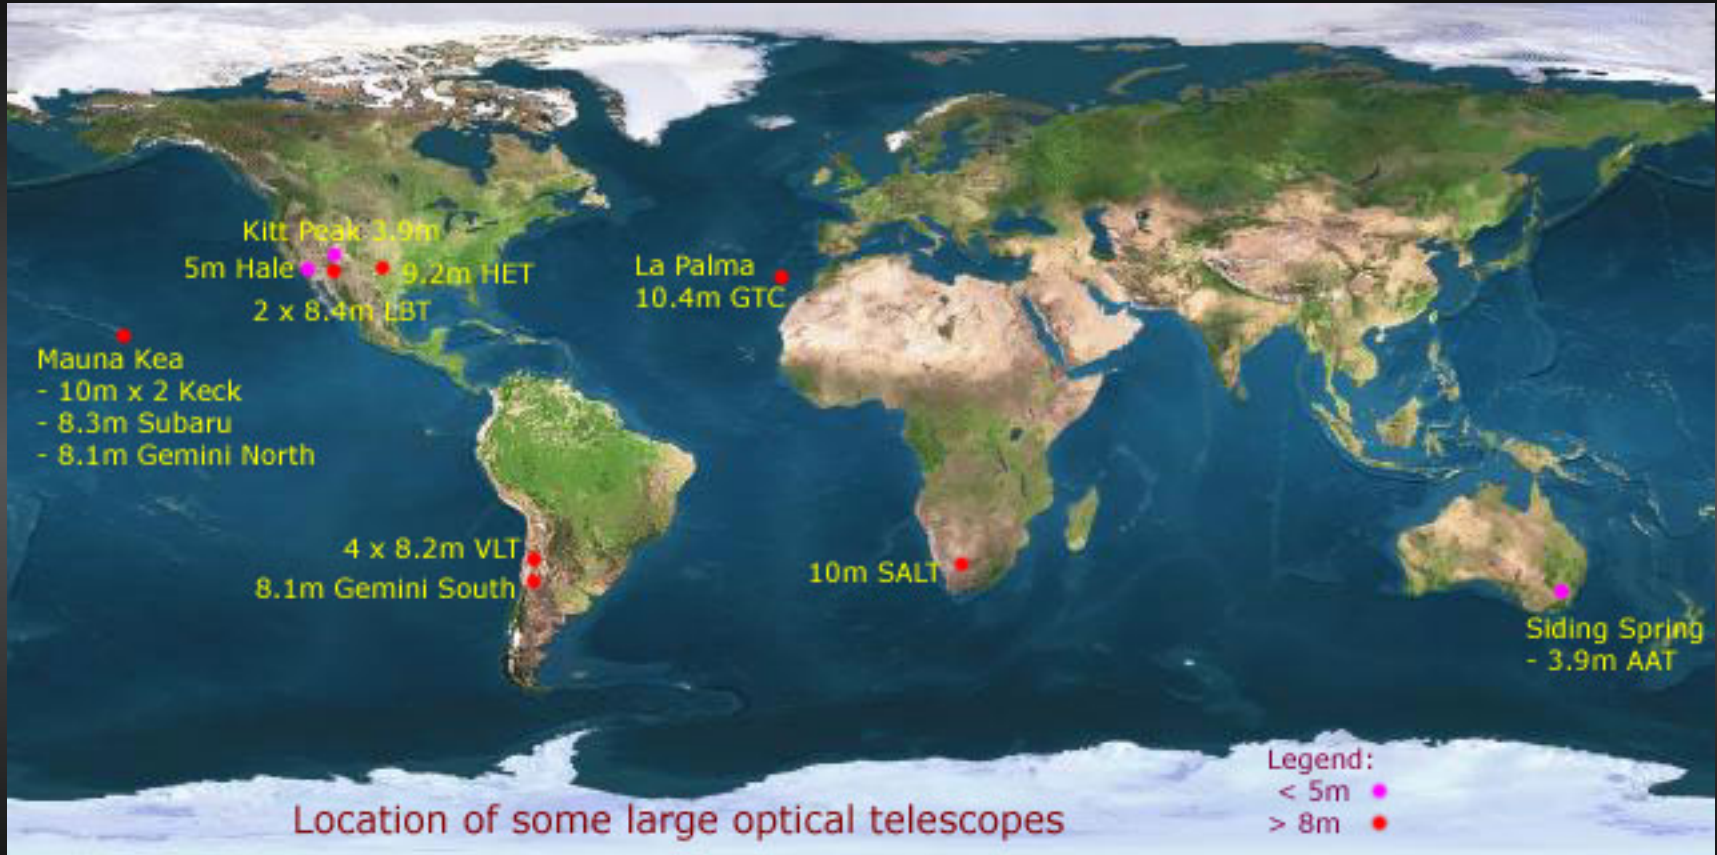 Kitt Peak 3.9m
5m Hale
9.2m HET
2 x 8.4m LBT
La Palma
10.4m GTC
Mauna Kea
- 10m x 2 Keck
- 8.3m Subaru
- 8.1m Gemini North
4 x 8.2m VLT
8.1m Gemini South
10m SALT
Siding Spring
- 3.9m AAT
Legend:
< 5m
> 8m
Location of some large optical telescopes